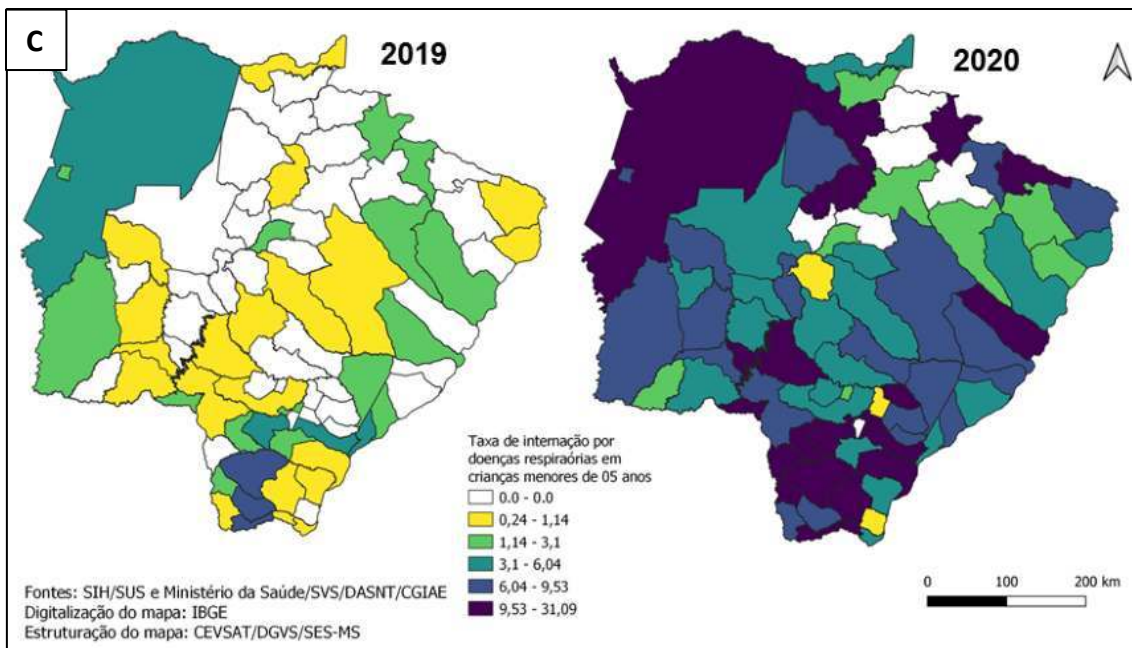 C
2019
2020
Taxa de internação por
doenças respiraórias em
crianças menores de 05 anos
0.0 - 0.0
0,24 - 1,14
1,14 - 3,1
3,1 - 6,04
6,04 - 9,53
9,53 - 31,09
Fontes: SIH/SUS e Ministério da Saúde/SVS/DASNT/CGIAE
Digitalização do mapa: IBGE
Estruturação do mapa: CEVSAT/DGVS/SES-MS
0 100 200 km